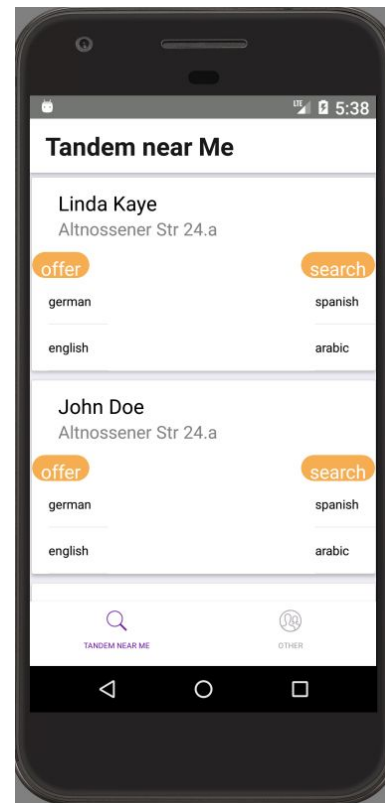 LTE 5:38
Tandem near Me
Linda Kaye
Altnossener Str 24.a
offer search
german spanish
english arabic
John Doe
Altnossener Str 24.a
offer search
german spanish
english arabic
TANDEM NEAR ME OTHER